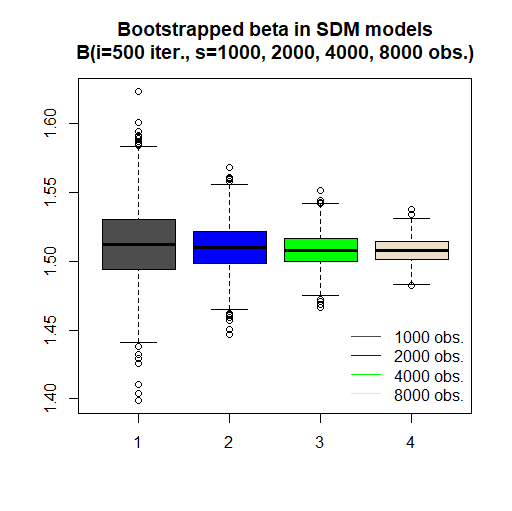 Bootstrapped beta in SDM models
B(i=500 iter., s=1000, 2000, 4000, 8000 obs.)
1.60
1.55
1.50
1.45
1.40
1000 obs.
2000 obs.
4000 obs.
8000 obs.
1 2 3 4